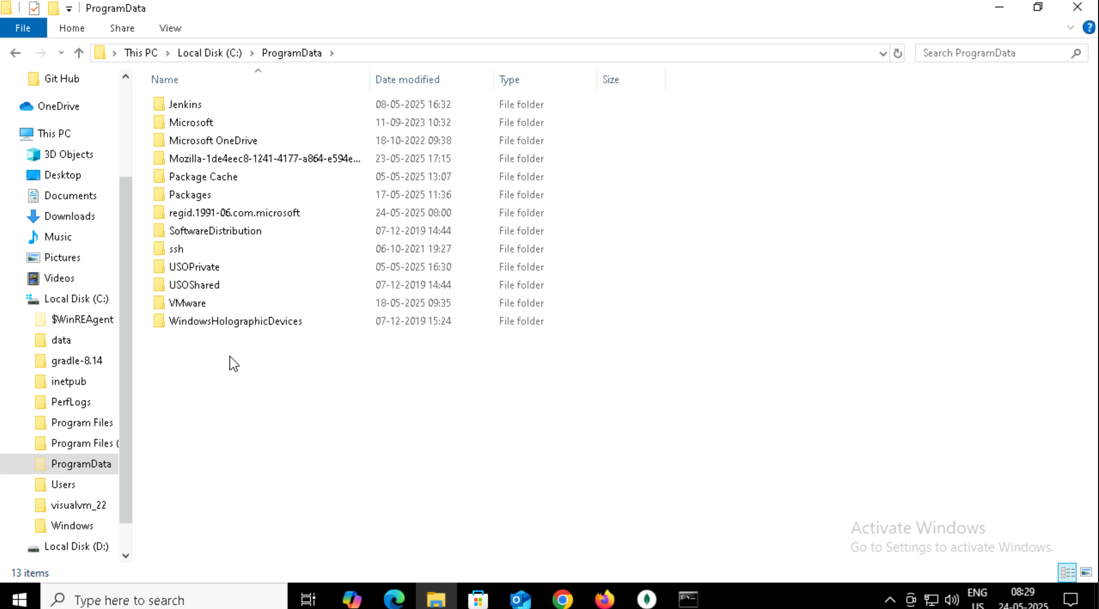 ProgramData
File
Home
Share
View
This PC
Local Disk (C:)
ProgramData
Search ProgramData
Git Hub
OneDrive
This PC
3D Objects
Desktop
Documents
Downloads
Music
Pictures
Videos
Local Disk (C:)
$WinREAgent
data
gradle-8.14
inetpub
PerfLogs
Program Files
Program Files (
ProgramData
Users
visualvm_22
Windows
Local Disk (D:)
Name Date modified Type Size
Jenkins 08-05-2025 16:32 File folder
Microsoft 11-09-2023 10:32 File folder
Microsoft OneDrive 18-10-2022 09:38 File folder
Mozilla-1de4eec8-1241-4177-a864-e594e... 23-05-2025 17:15 File folder
Package Cache 05-05-2025 13:07 File folder
Packages 17-05-2025 11:36 File folder
regid.1991-06.com.microsoft 24-05-2025 08:00 File folder
SoftwareDistribution 07-12-2019 14:44 File folder
ssh 06-10-2021 19:27 File folder
USOPrivate 05-05-2025 16:30 File folder
USOShared 07-12-2019 14:44 File folder
VMware 18-05-2025 09:35 File folder
WindowsHolographicDevices 07-12-2019 15:24 File folder
Activate Windows
Go to Settings to activate Windows.
13 items
Type here to search
ENG
US
08:29
24-05-2025